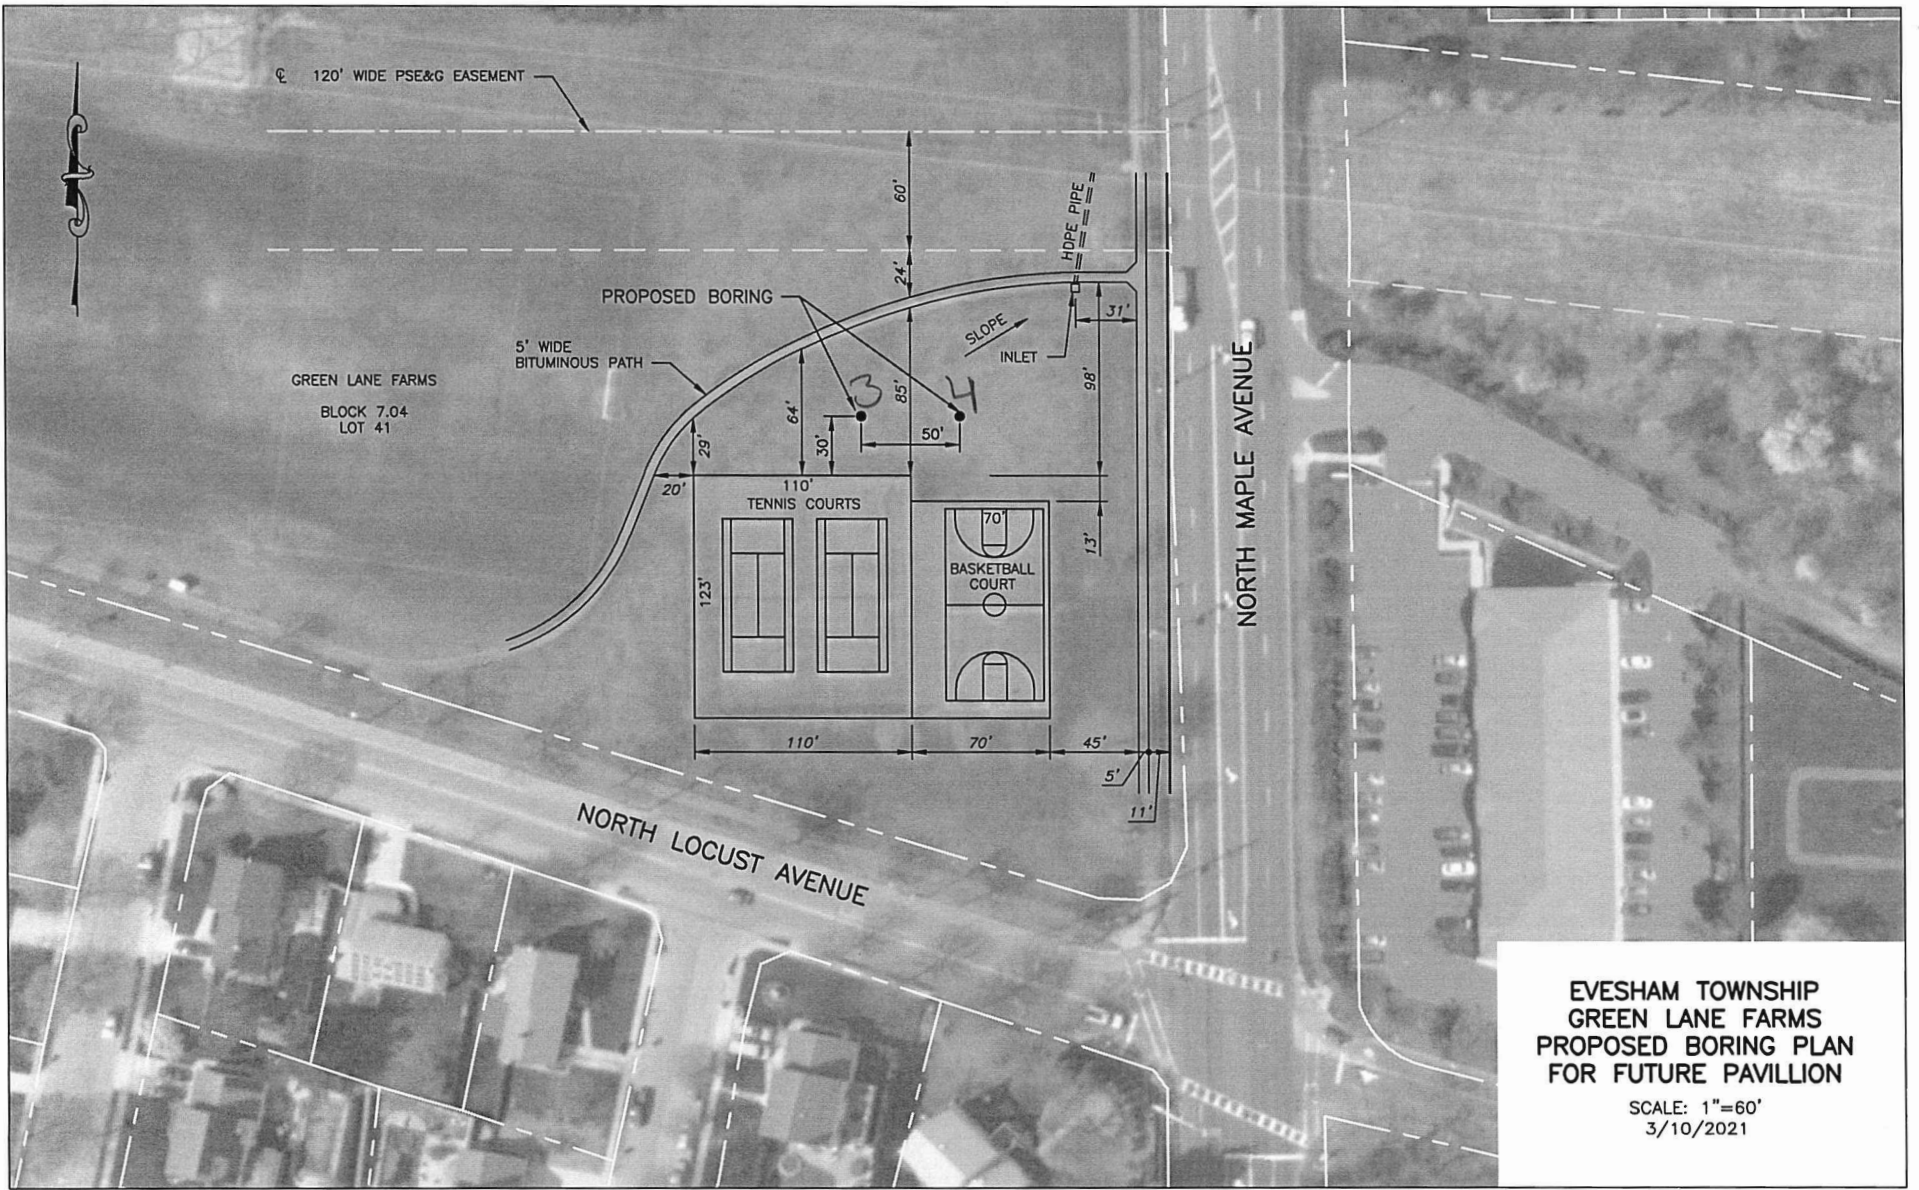 ℄ 120' WIDE PSE&G EASEMENT
60'
HDPE PIPE
24'
PROPOSED BORING
31'
SLOPE
INLET
5' WIDE
BITUMINOUS PATH
GREEN LANE FARMS
BLOCK 7.04
LOT 41
3
4
85'
98'
64'
30'
50'
29'
20'
110'
TENNIS COURTS
70'
13'
BASKETBALL
COURT
123'
NORTH MAPLE AVENUE
110'
70'
45'
5'
11'
NORTH LOCUST AVENUE
EVESHAM TOWNSHIP
GREEN LANE FARMS
PROPOSED BORING PLAN
FOR FUTURE PAVILLION
SCALE: 1"=60'
3/10/2021